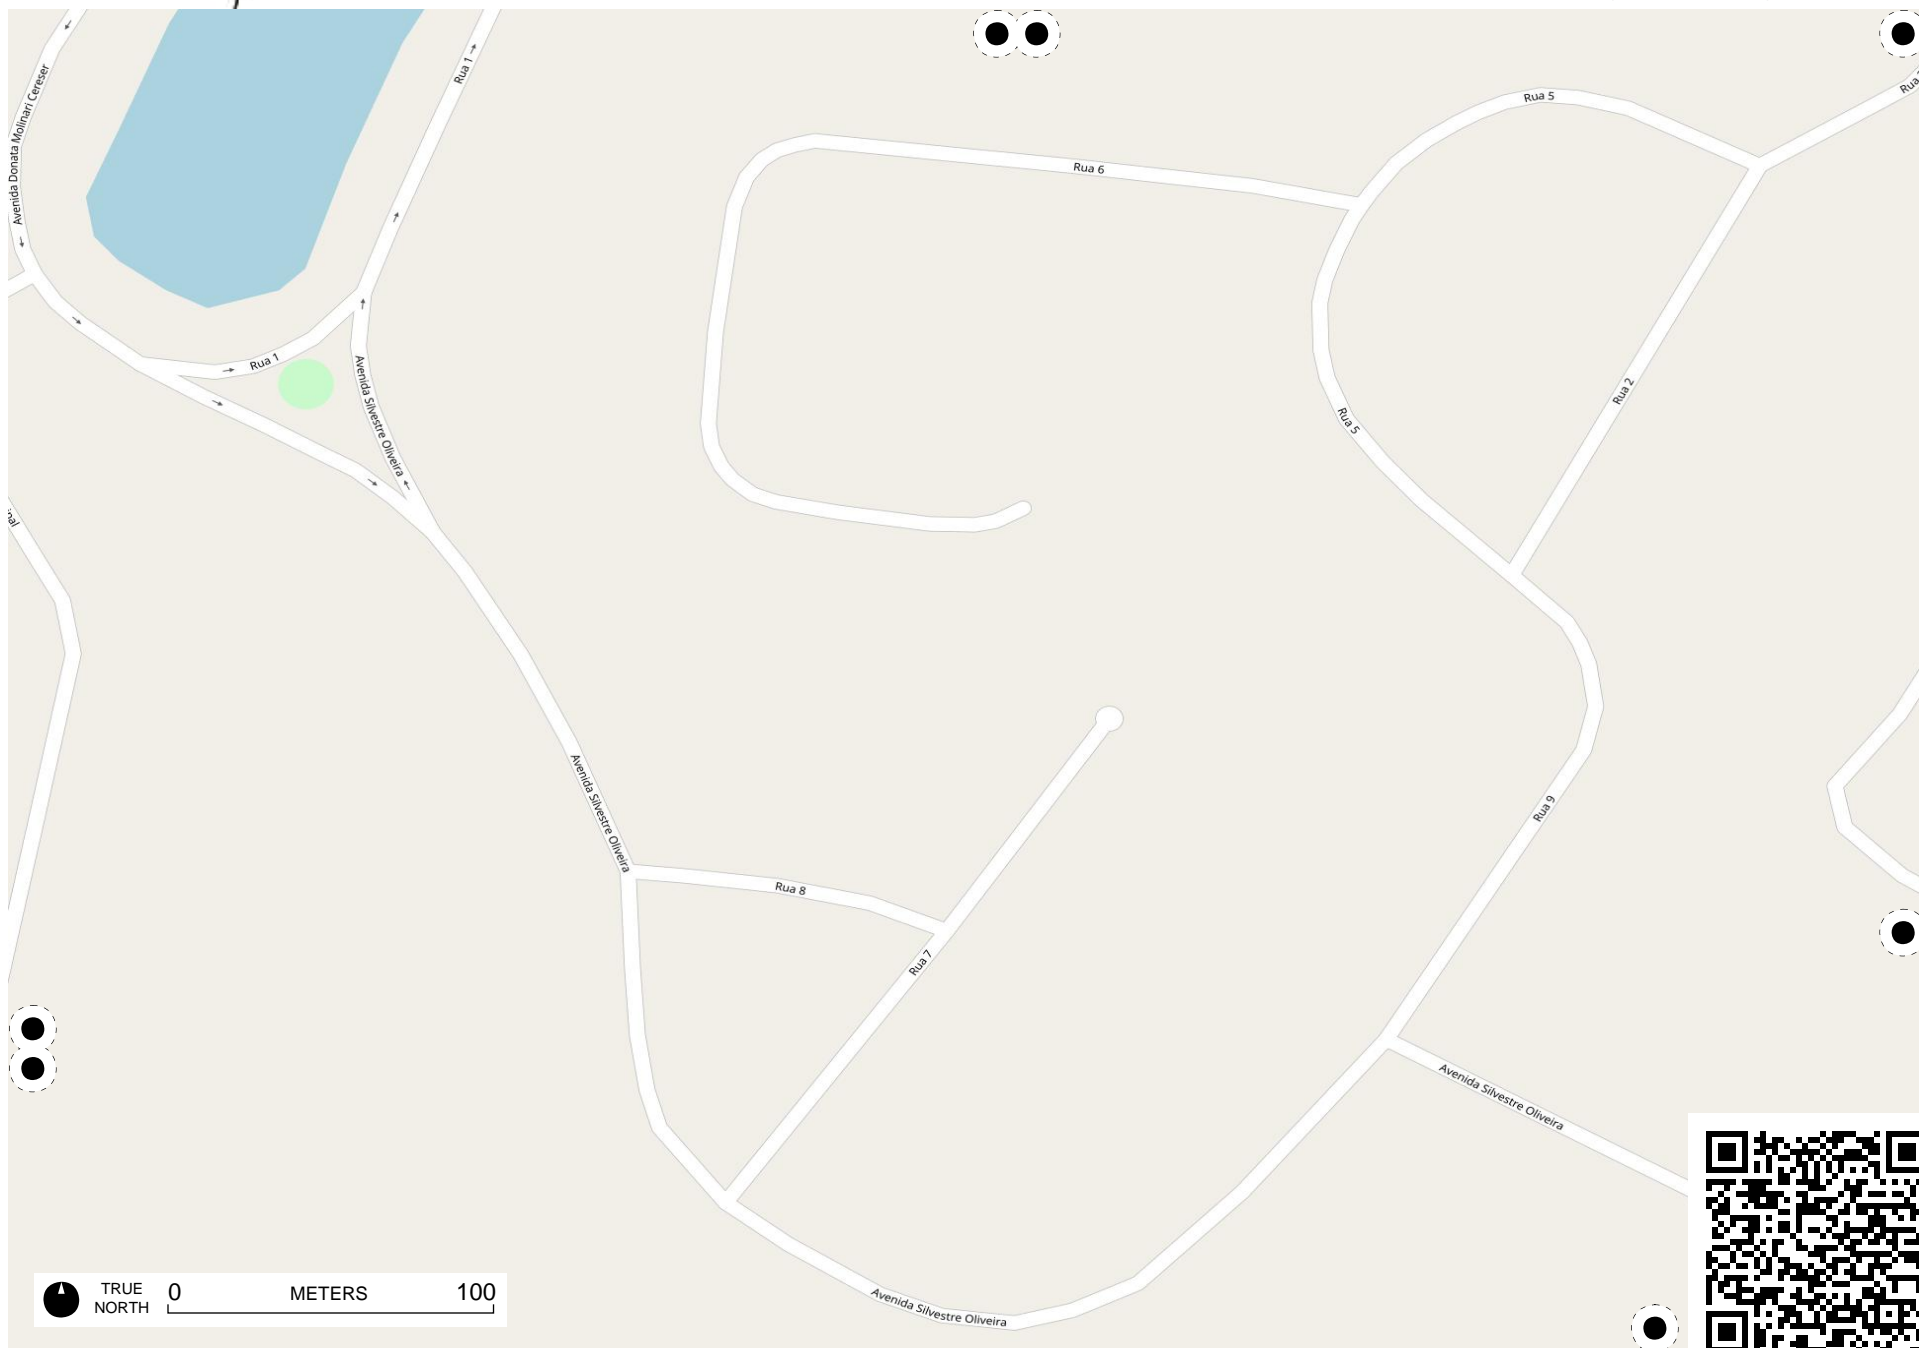 Rua 1
Avenida Donata Molinari Cereser
Rua 5
Rua
Rua 6
Rua 1
Avenida Silvestre Oliveira
Rua 2
Rua 5
Avenida Silvestre Oliveira
Rua 9
Rua 8
Rua 7
Avenida Silvestre Oliveira
Avenida Silvestre Oliveira
TRUE NORTH
0 METERS 100